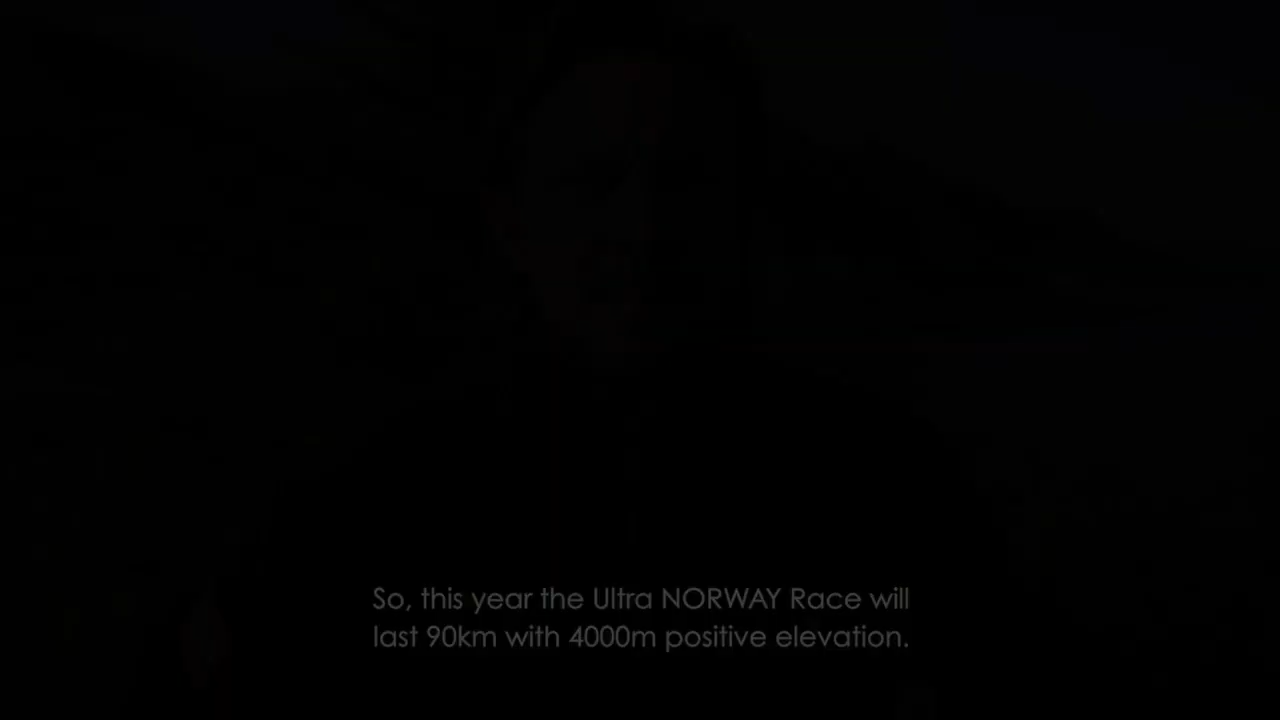 So, this year the Ultra NORWAY Race will
last 90km with 4000m positive elevation.